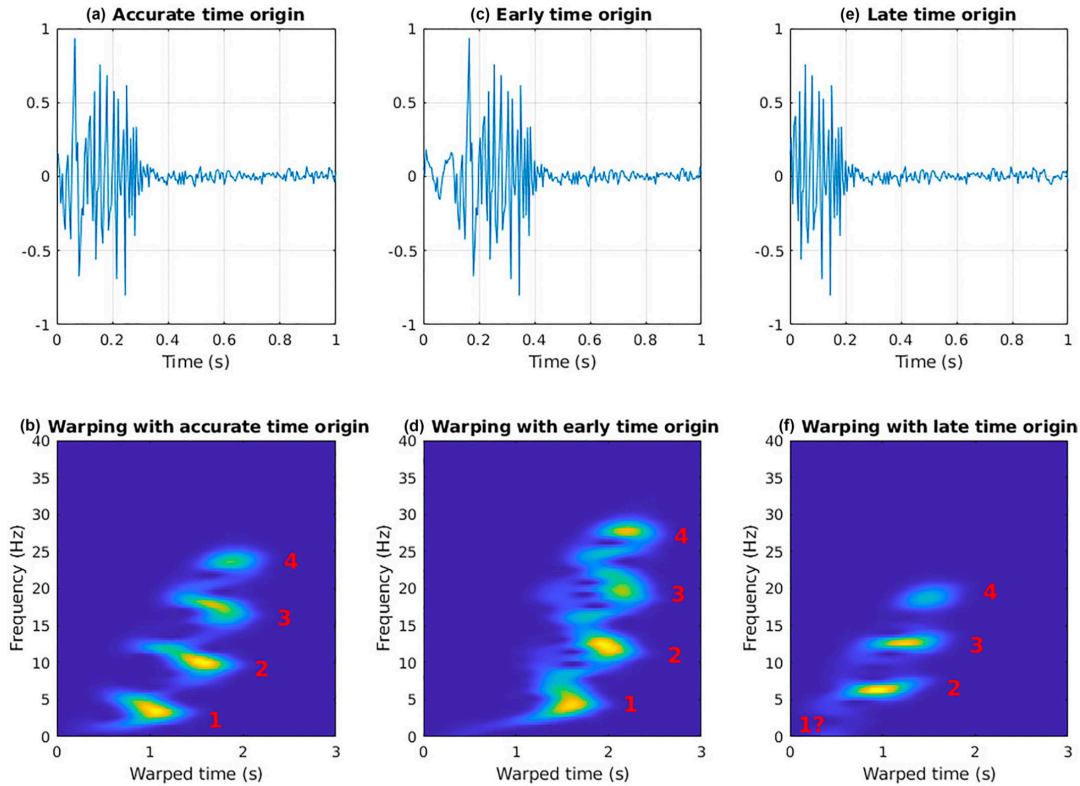 (a) Accurate time origin
1
0.5
0
-0.5
-1
0 0.2 0.4 0.6 0.8 1
Time (s)
(c) Early time origin
1
0.5
0
-0.5
-1
0 0.2 0.4 0.6 0.8 1
Time (s)
(e) Late time origin
1
0.5
0
-0.5
-1
0 0.2 0.4 0.6 0.8 1
Time (s)
(b) Warping with accurate time origin
Frequency (Hz)
40
35
30
25
20
15
10
5
0
4
3
2
1
0 1 2 3
Warped time (s)
(d) Warping with early time origin
Frequency (Hz)
40
35
30
25
20
15
10
5
0
4
3
2
1
0 1 2 3
Warped time (s)
(f) Warping with late time origin
Frequency (Hz)
40
35
30
25
20
15
10
5
0
4
3
2
1?
0 1 2 3
Warped time (s)